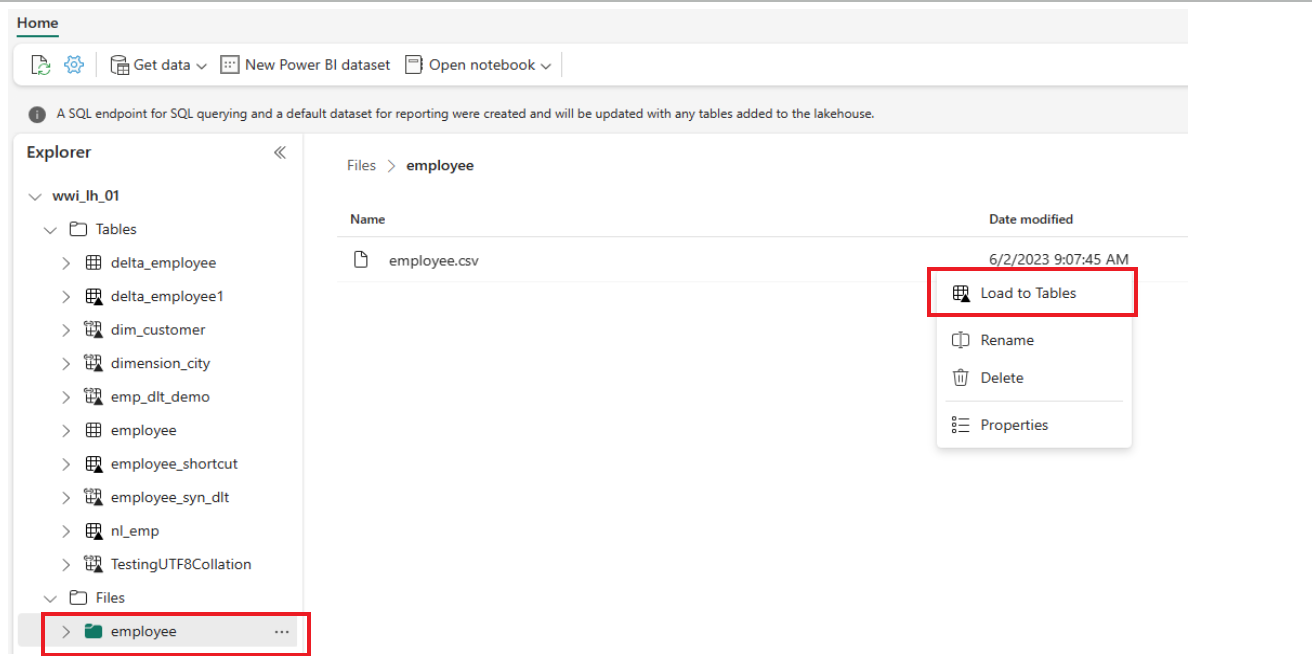 Home
Get data New Power BI dataset Open notebook
A SQL endpoint for SQL querying and a default dataset for reporting were created and will be updated with any tables added to the lakehouse.
Explorer
wwi_lh_01
Tables
delta_employee
delta_employee1
dim_customer
dimension_city
emp_dlt_demo
employee
employee_shortcut
employee_syn_dlt
nl_emp
TestingUTF8Collation
Files
employee ...
Files > employee
Name Date modified
employee.csv 6/2/2023 9:07:45 AM
Load to Tables
Rename
Delete
Properties